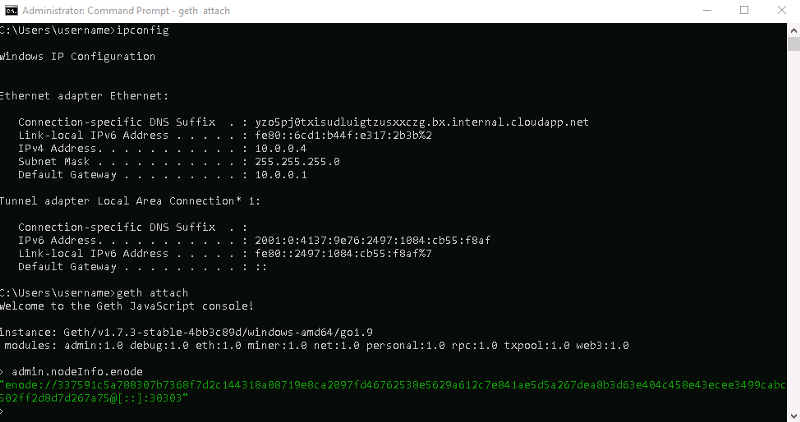 Administrator: Command Prompt - geth attach
C:\Users\username>ipconfig
Windows IP Configuration
Ethernet adapter Ethernet:
   Connection-specific DNS Suffix  . : yzo5pj0txisudluigtzusxxczg.bx.internal.cloudapp.net
   Link-local IPv6 Address . . . . . : fe80::6cd1:b44f:e317:2b3b%2
   IPv4 Address. . . . . . . . . . . : 10.0.0.4
   Subnet Mask . . . . . . . . . . . : 255.255.255.0
   Default Gateway . . . . . . . . . : 10.0.0.1
Tunnel adapter Local Area Connection* 1:
   Connection-specific DNS Suffix  . :
   IPv6 Address. . . . . . . . . . . : 2001:0:4137:9e76:2497:1084:cb55:f8af
   Link-local IPv6 Address . . . . . : fe80::2497:1084:cb55:f8af%7
   Default Gateway . . . . . . . . . : ::
C:\Users\username>geth attach
Welcome to the Geth JavaScript console!
instance: Geth/v1.7.3-stable-4bb3c89d/windows-amd64/go1.9
 modules: admin:1.0 debug:1.0 eth:1.0 miner:1.0 net:1.0 personal:1.0 rpc:1.0 txpool:1.0 web3:1.0
> admin.nodeInfo.enode
"enode://337591c5a788307b7368f7d2c144318a08719e8ca2097fd46762538e5629a612c7e841ae5d5a267dea8b3d63e404c458e43ecee3499cabc
502ff2d8d7d267a75@[::]:30303"
>